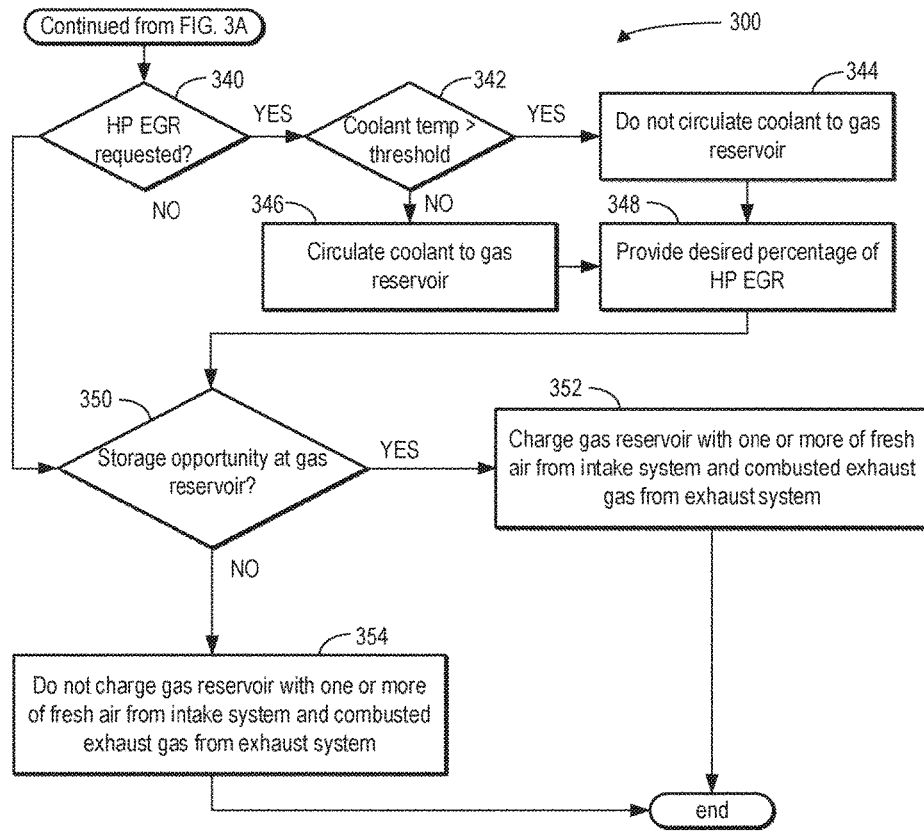 Continued from FIG. 3A
300
340
HP EGR
requested?
YES
NO
342
Coolant temp >
threshold
YES
NO
344
Do not circulate coolant to gas
reservoir
346
Circulate coolant to gas
reservoir
348
Provide desired percentage of
HP EGR
350
Storage opportunity at gas
reservoir?
YES
NO
352
Charge gas reservoir with one or more of fresh
air from intake system and combusted exhaust
gas from exhaust system
354
Do not charge gas reservoir with one or more
of fresh air from intake system and combusted
exhaust gas from exhaust system
end